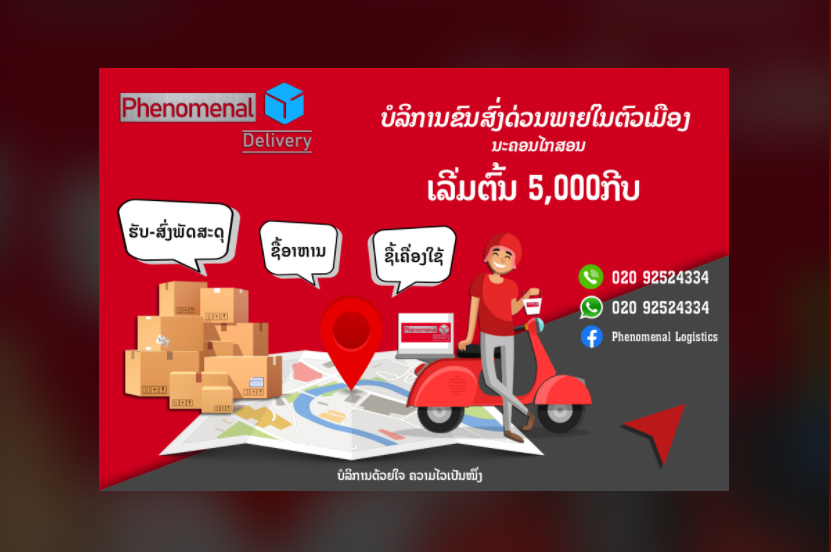 Phenomenal
Delivery
ບໍລິການຂົນສົ່ງດ່ວນພາຍໃນຕົວເມືອງ
ນະຄອນໄກສອນ
ເລີ່ມຕົ້ນ 5,000ກີບ
ຮັບ-ສົ່ງພັດສະດຸ
ຊື້ອາຫານ
ຊື້ເຄື່ອງໃຊ້
020 92524334
020 92524334
Phenomenal Logistics
Phenomenal
ບໍລິການດ້ວຍໃຈ ຄວາມໄວເປັນໜຶ່ງ